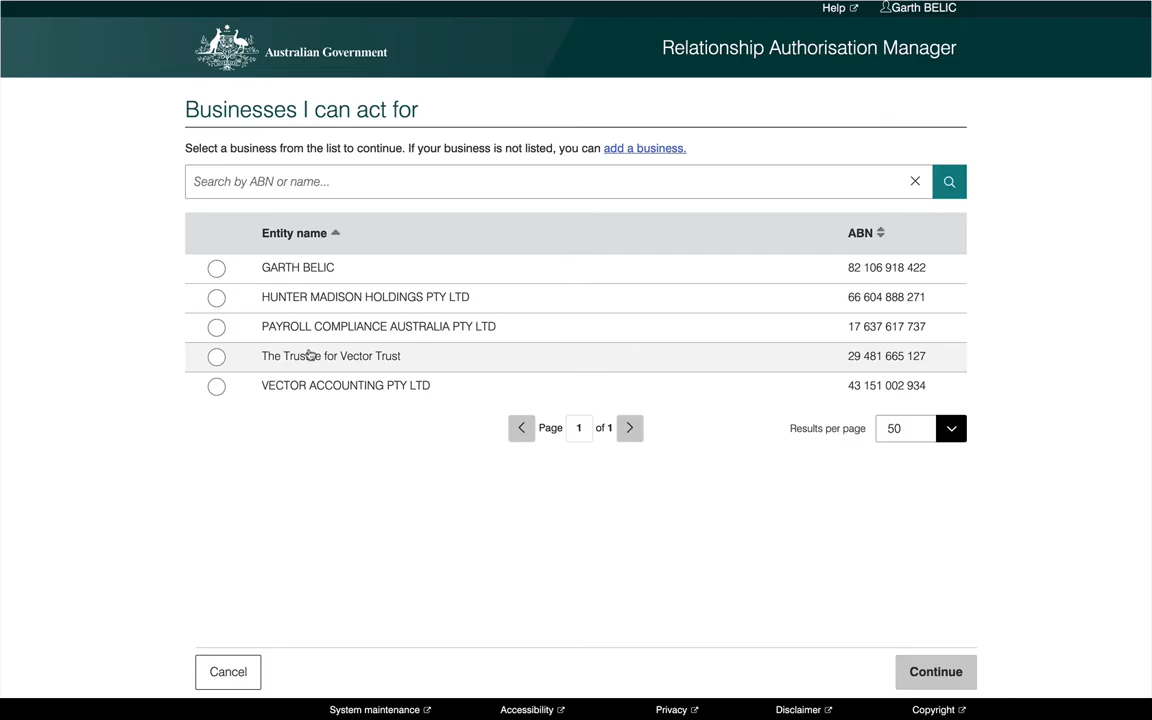 Help
Garth BELIC
Australian Government
Relationship Authorisation Manager
Businesses I can act for
Select a business from the list to continue. If your business is not listed, you can add a business.
Search by ABN or name...
Entity name ABN
GARTH BELIC 82 106 918 422
HUNTER MADISON HOLDINGS PTY LTD 66 604 888 271
PAYROLL COMPLIANCE AUSTRALIA PTY LTD 17 637 617 737
The Trustee for Vector Trust 29 481 665 127
VECTOR ACCOUNTING PTY LTD 43 151 002 934
Page 1 of 1 Results per page 50
Cancel Continue
System maintenance Accessibility Privacy Disclaimer Copyright